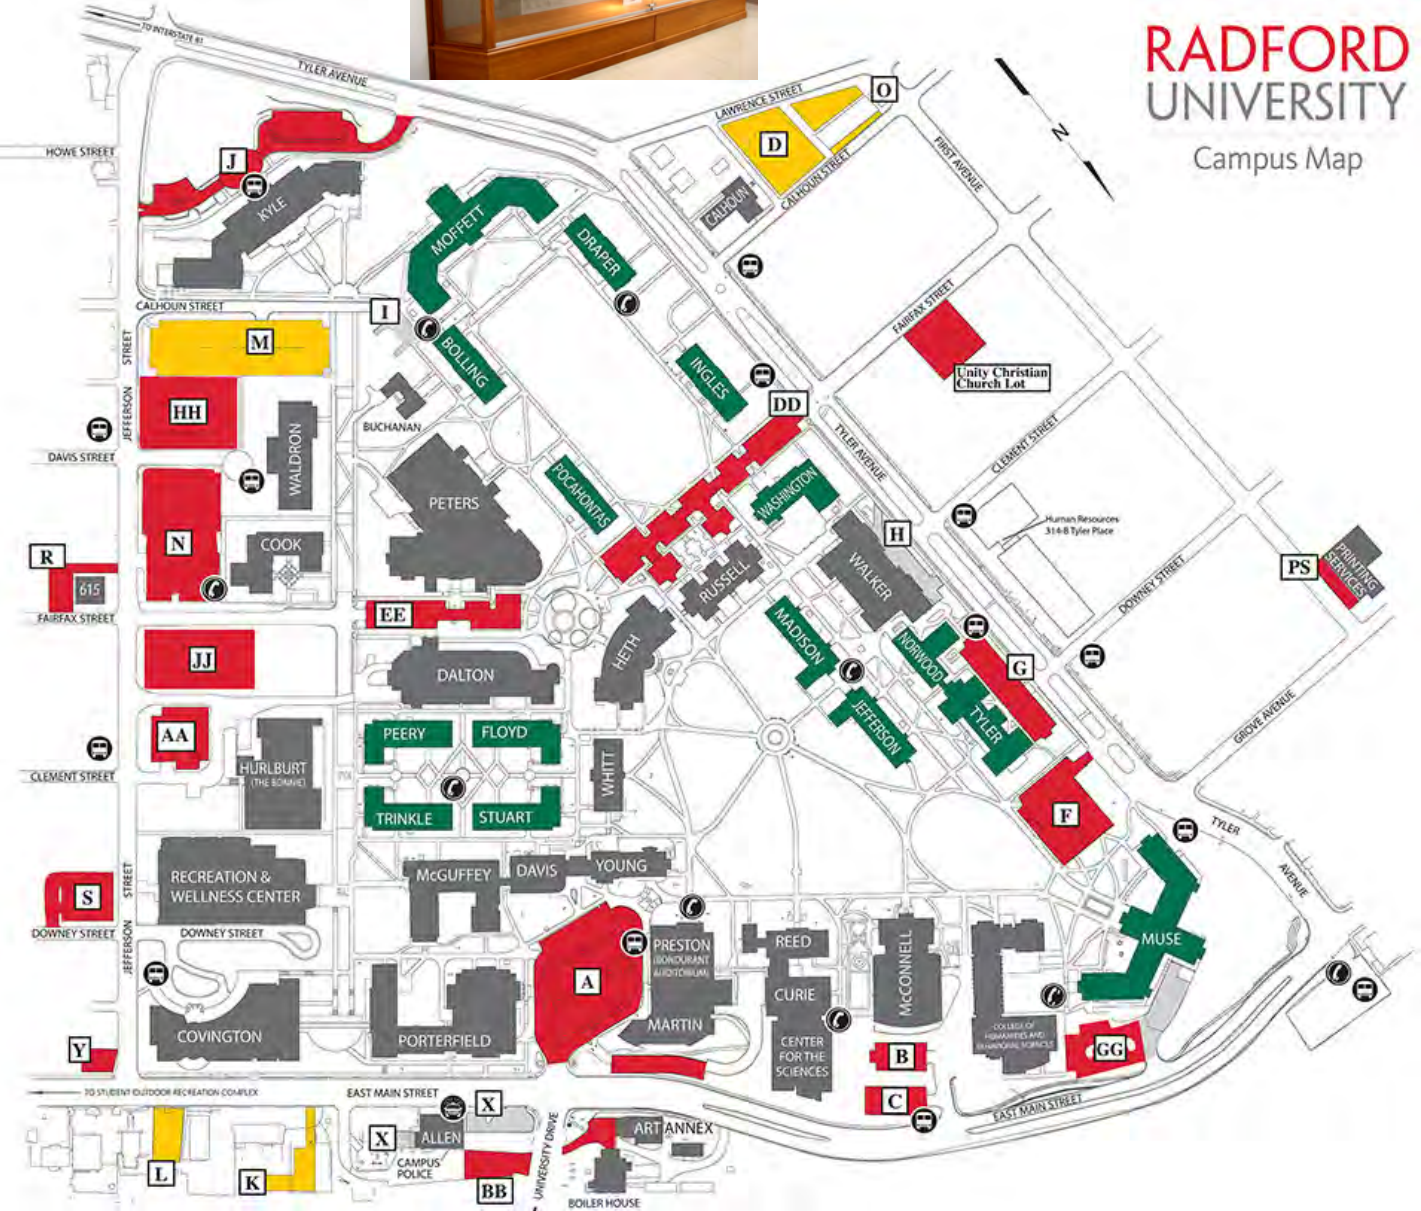 RADFORD
UNIVERSITY
Campus Map
TO INTERSTATE 81
TYLER AVENUE
LAWRENCE STREET
O
D
CALHOUN STREET
FIRST AVENUE
N
HOWE STREET
J
KYLE
MOFFETT
DRAPER
CALHOUN
CALHOUN STREET
I
M
BOLLING
INGLES
FAIRFAX STREET
Unity Christian
Church Lot
JEFFERSON STREET
HH
DD
BUCHANAN
WALDRON
TYLER AVENUE
CLEMENT STREET
DAVIS STREET
PETERS
POCAHONTAS
WASHINGTON
N
COOK
H
Human Resources
314-B Tyler Place
R
615
WALKER
RUSSELL
DOWNEY STREET
PS
PRINTING
SERVICES
FAIRFAX STREET
EE
HETH
MADISON
NORWOOD
G
JJ
DALTON
JEFFERSON
TYLER
GROVE AVENUE
AA
PEERY
FLOYD
CLEMENT STREET
HURLBURT
(THE BONNIE)
WHITT
TRINKLE
STUART
F
TYLER AVENUE
RECREATION &
WELLNESS CENTER
McGUFFEY
DAVIS
YOUNG
S
JEFFERSON STREET
DOWNEY STREET
DOWNEY STREET
A
PRESTON
(BONDURANT
AUDITORIUM)
REED
McCONNELL
MUSE
CURIE
COVINGTON
PORTERFIELD
MARTIN
CENTER
FOR THE
SCIENCES
COLLEGE OF
HUMANITIES AND
BEHAVIORAL SCIENCES
Y
B
GG
C
TO STUDENT OUTDOOR RECREATION COMPLEX
EAST MAIN STREET
EAST MAIN STREET
X
X
ALLEN
CAMPUS
POLICE
UNIVERSITY DRIVE
ART ANNEX
L
K
BB
BOILER HOUSE